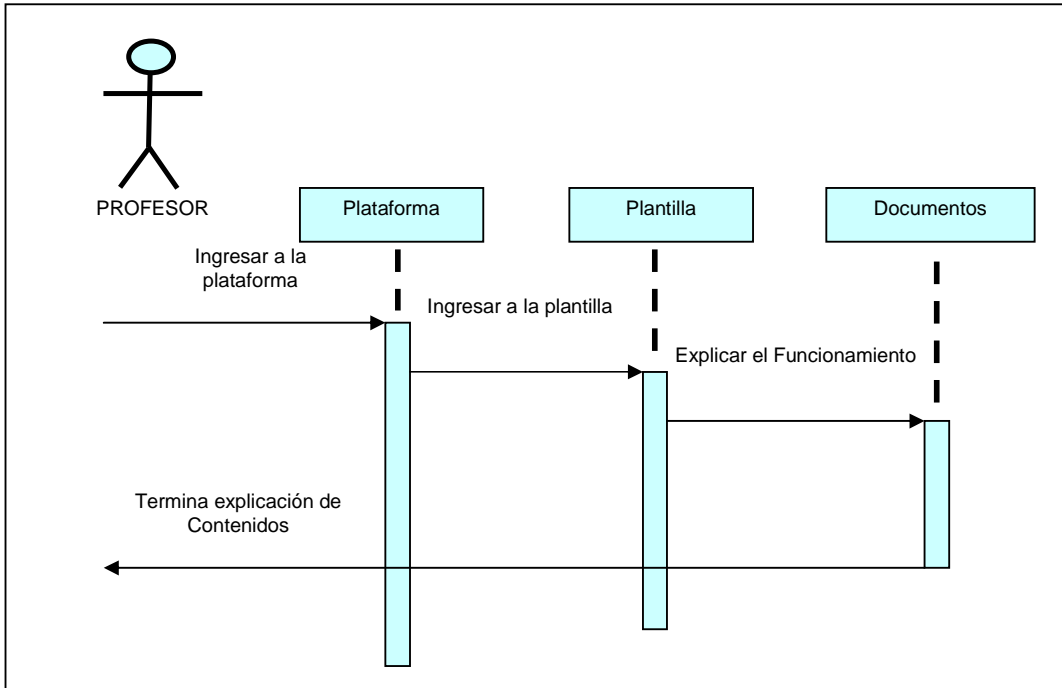 PROFESOR
Plataforma
Plantilla
Documentos
Ingresar a la
plataforma
Ingresar a la plantilla
Explicar el Funcionamiento
Termina explicación de
Contenidos